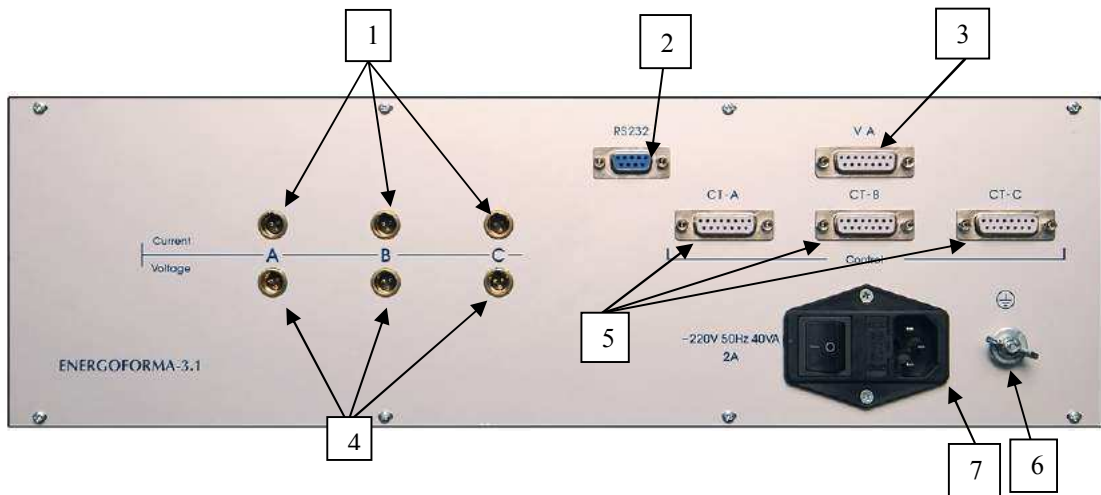 1
2
3
RS232
V A
CT-A
CT-B
CT-C
Current
A
B
C
Voltage
Control
5
~220V 50Hz 40VA
2A
ENERGOFORMA-3.1
4
7
6